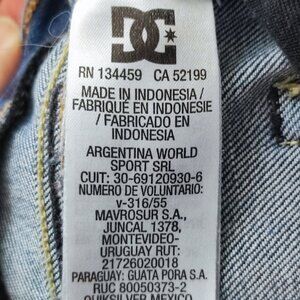 DC
RN 134459 CA 52199
MADE IN INDONESIA/
FABRIQUÉ EN INDONESIE
/ FABRICADO EN
INDONESIA
ARGENTINA WORLD
SPORT SRL
CUIT: 30-69120930-6
NUMERO DE VOLUNTARIO:
v-316/55
MAVROSUR S.A.,
JUNCAL 1378,
MONTEVIDEO-
URUGUAY RUT:
217260020018
PARAGUAY: GUATA PORA S.A.
RUC 80050373-2
QUIKSILVER MEXICO